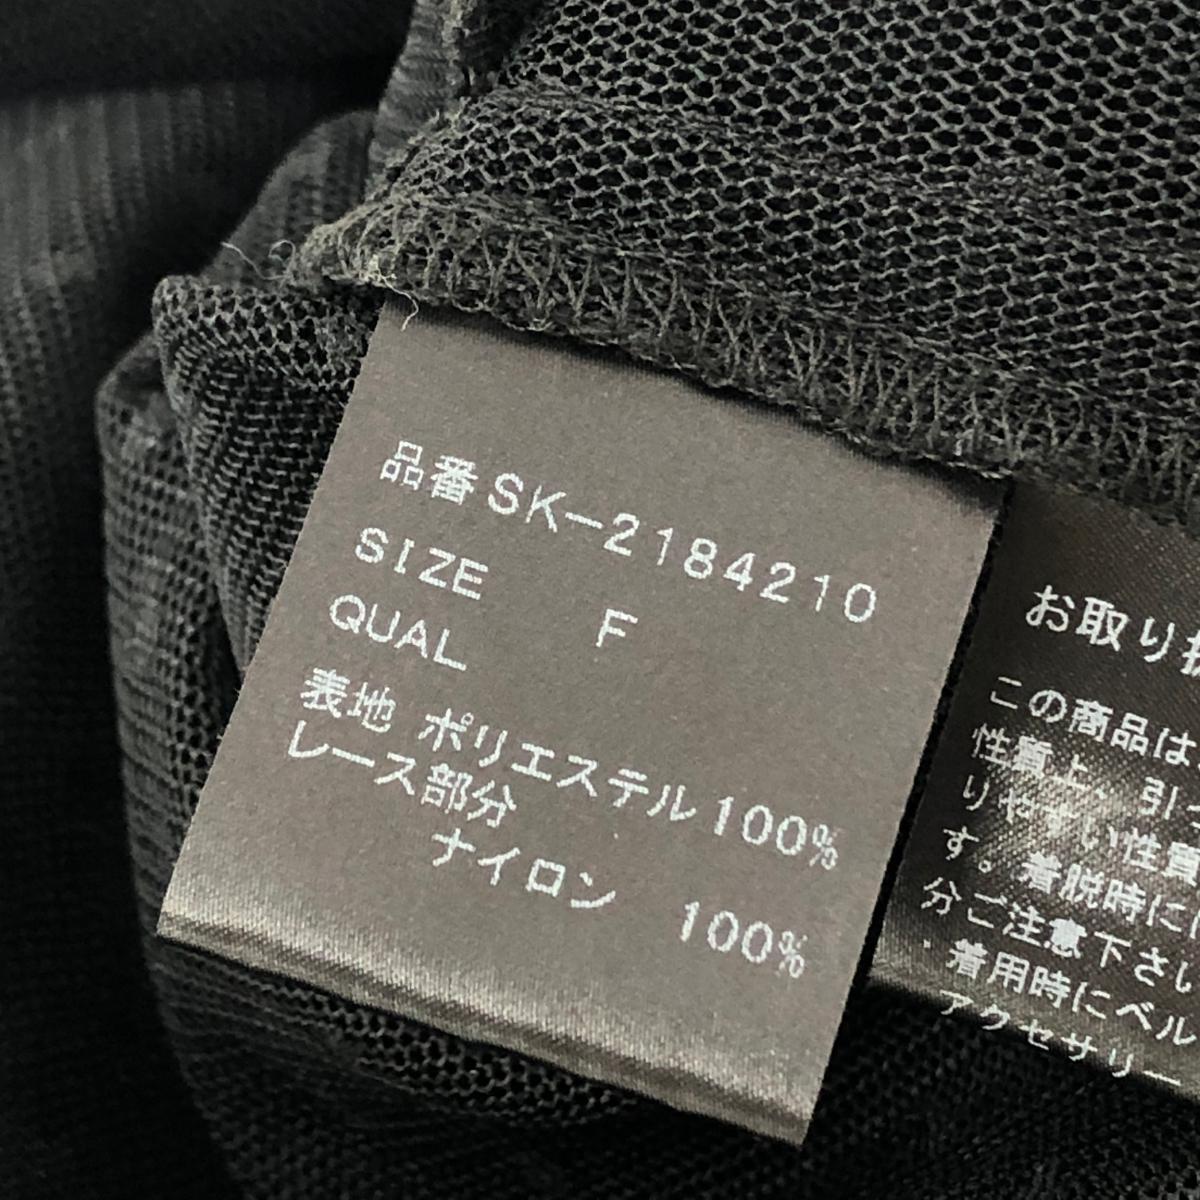 品番SK-2184210
SIZE F
QUAL
表地 ポリエステル100%
レース部分
ナイロン 100%
お取り扱
この商品は
性質上、引っ
りやすい性質
す。着脱時に
分ご注意下さい
・着用時にベル
アクセサリー